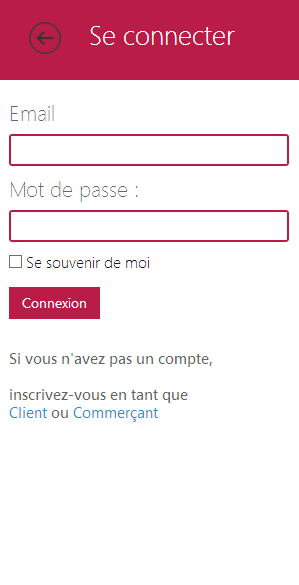 Se connecter
Email
Mot de passe :
Se souvenir de moi
Connexion
Si vous n'avez pas un compte,
inscrivez-vous en tant que
Client ou Commerçant